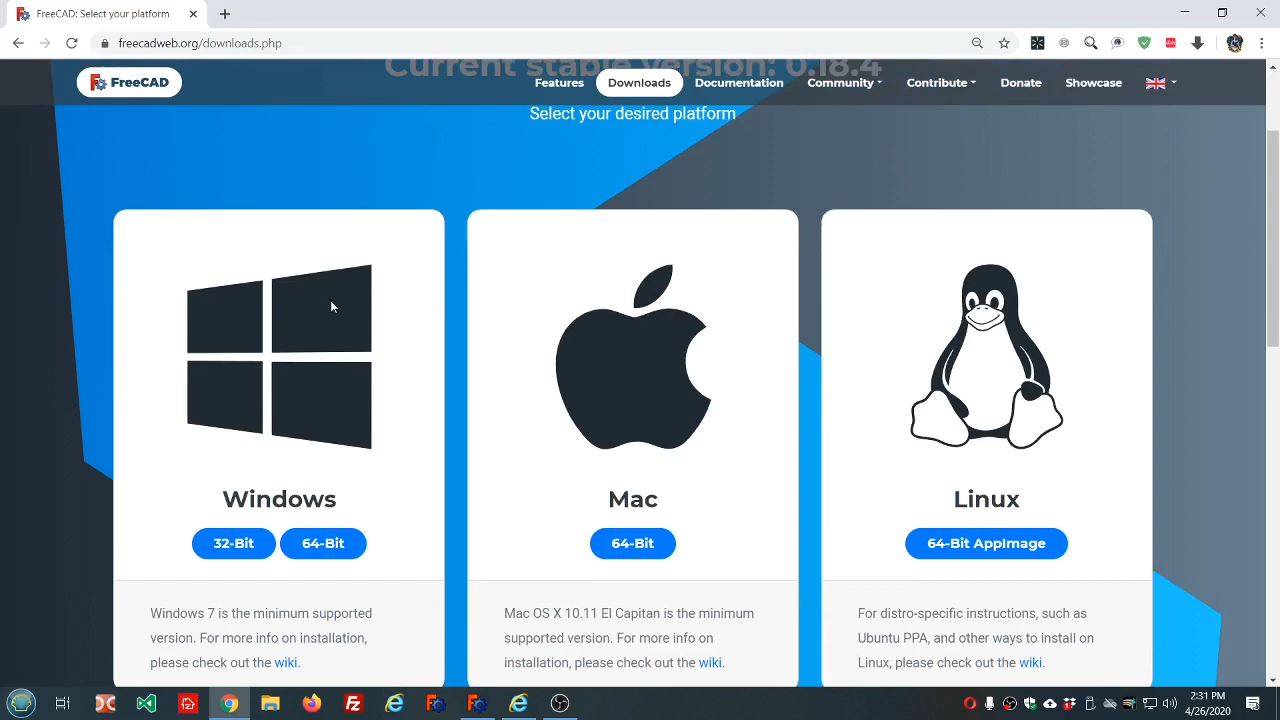 FreeCAD: Select your platform
freecadweb.org/downloads.php
Current stable version: 0.18.4
FreeCAD
Features
Downloads
Documentation
Community
Contribute
Donate
Showcase
Select your desired platform
Windows
32-Bit
64-Bit
Windows 7 is the minimum supported
version. For more info on installation,
please check out the wiki.
Mac
64-Bit
Mac OS X 10.11 El Capitan is the minimum
supported version. For more info on
installation, please check out the wiki.
Linux
64-Bit AppImage
For distro-specific instructions, such as
Ubuntu PPA, and other ways to install on
Linux, please check out the wiki.
2:31 PM
4/26/2020